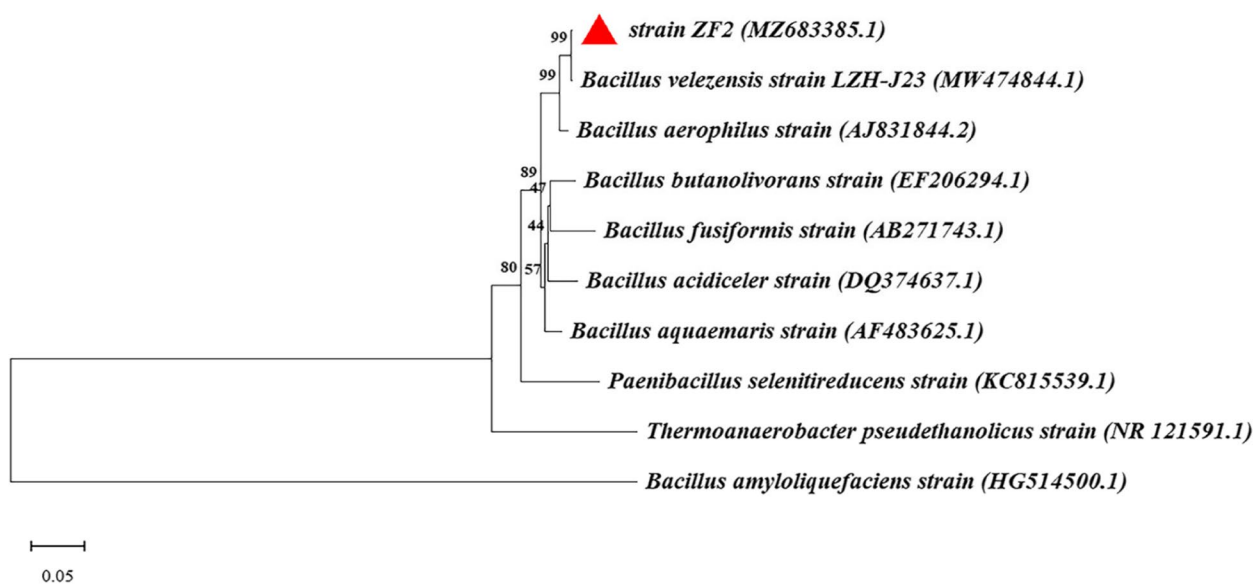 99
strain ZF2 (MZ683385.1)
99
Bacillus velezensis strain LZH-J23 (MW474844.1)
Bacillus aerophilus strain (AJ831844.2)
89
47
Bacillus butanolivorans strain (EF206294.1)
44
Bacillus fusiformis strain (AB271743.1)
80
57
Bacillus acidiceler strain (DQ374637.1)
Bacillus aquaemaris strain (AF483625.1)
Paenibacillus selenitireducens strain (KC815539.1)
Thermoanaerobacter pseudethanolicus strain (NR 121591.1)
Bacillus amyloliquefaciens strain (HG514500.1)
0.05